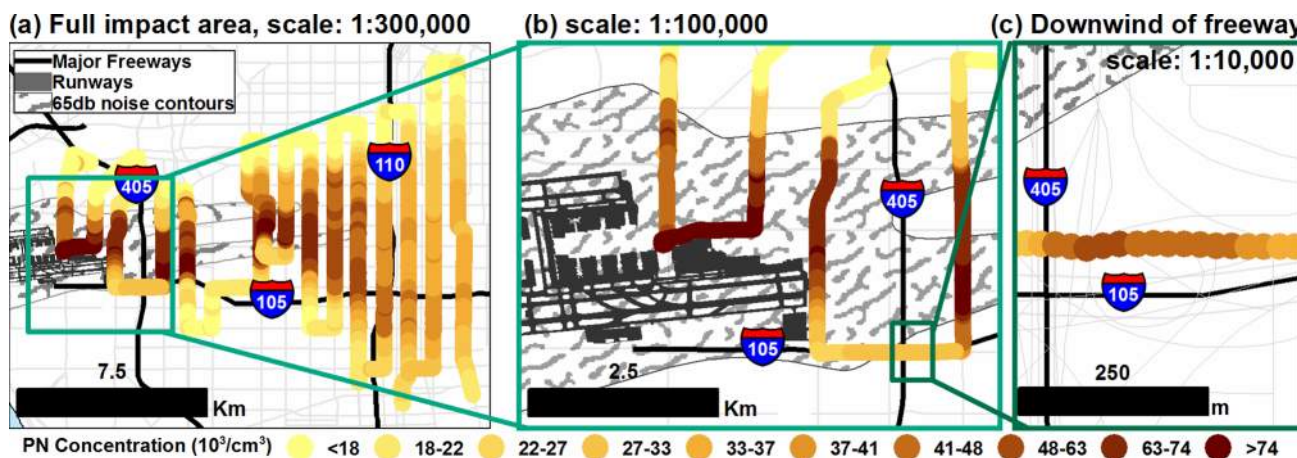 (a) Full impact area, scale: 1:300,000
(b) scale: 1:100,000
(c) Downwind of freeway
scale: 1:10,000
Major Freeways
Runways
65db noise contours
405
110
105
7.5
Km
405
105
2.5
Km
405
105
250
m
PN Concentration (10³/cm³) <18 18-22 22-27 27-33 33-37 37-41 41-48 48-63 63-74 >74